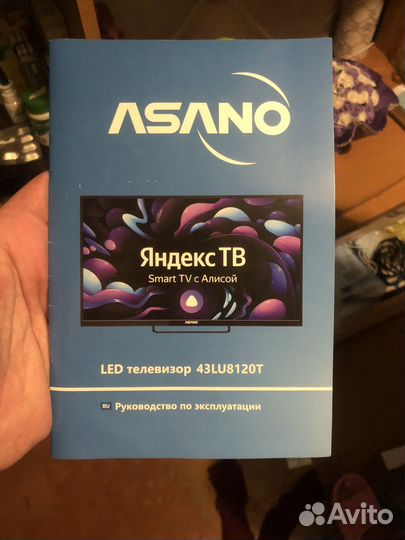 ASANO
Яндекс ТВ
Smart TV с Алисой
ASANO
LED телевизор 43LU8120T
RU Руководство по эксплуатации
Avito